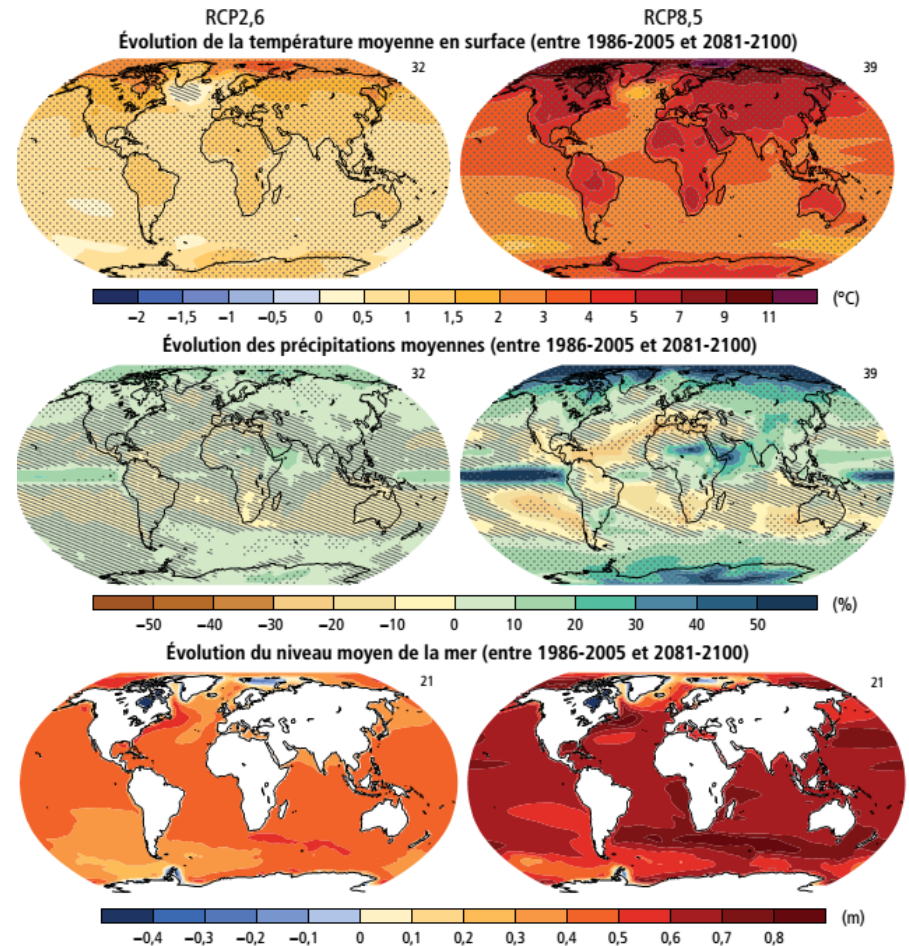 RCP2,6 RCP8,5
Évolution de la température moyenne en surface (entre 1986-2005 et 2081-2100)
32 39
(°C)
−2 −1,5 −1 −0,5 0 0,5 1 1,5 2 3 4 5 7 9 11
Évolution des précipitations moyennes (entre 1986-2005 et 2081-2100)
32 39
(%)
−50 −40 −30 −20 −10 0 10 20 30 40 50
Évolution du niveau moyen de la mer (entre 1986-2005 et 2081-2100)
21 21
(m)
−0,4 −0,3 −0,2 −0,1 0 0,1 0,2 0,3 0,4 0,5 0,6 0,7 0,8